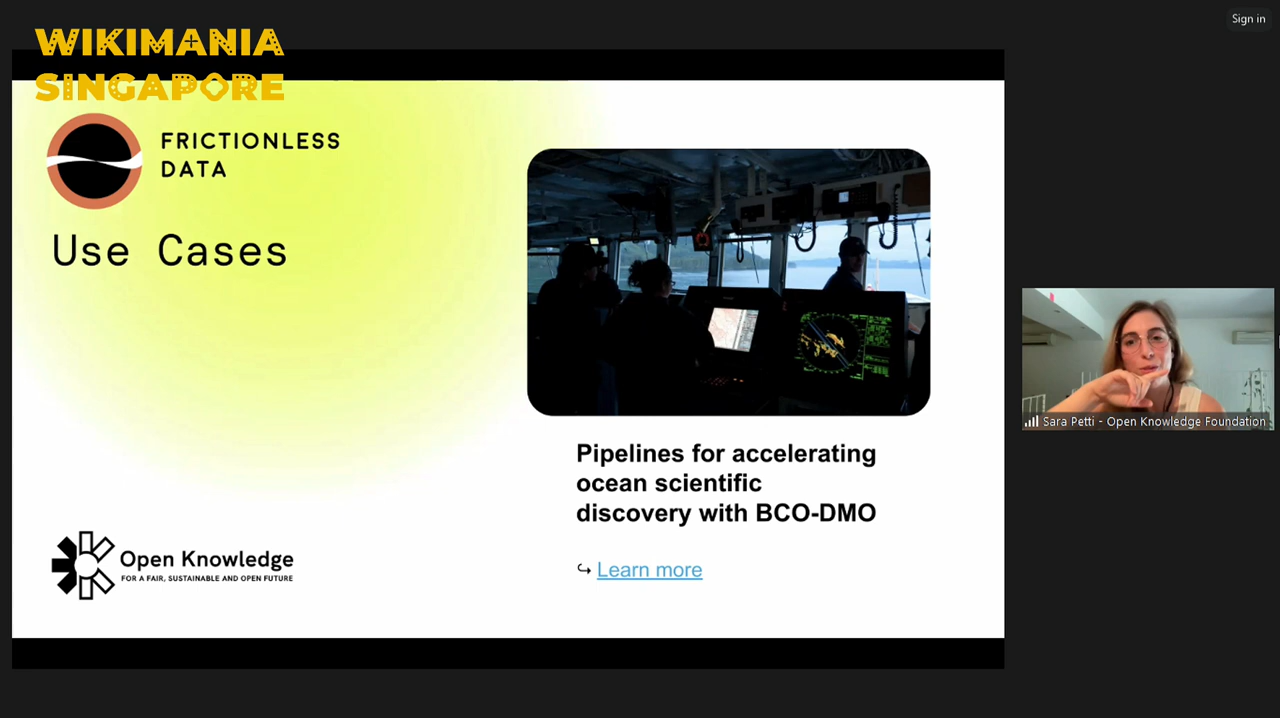 Sign in
WIKIMANIA
SINGAPORE
FRICTIONLESS
DATA
Use Cases
Pipelines for accelerating
ocean scientific
discovery with BCO-DMO
↪ Learn more
Open Knowledge
FOR A FAIR, SUSTAINABLE AND OPEN FUTURE
Sara Petti - Open Knowledge Foundation